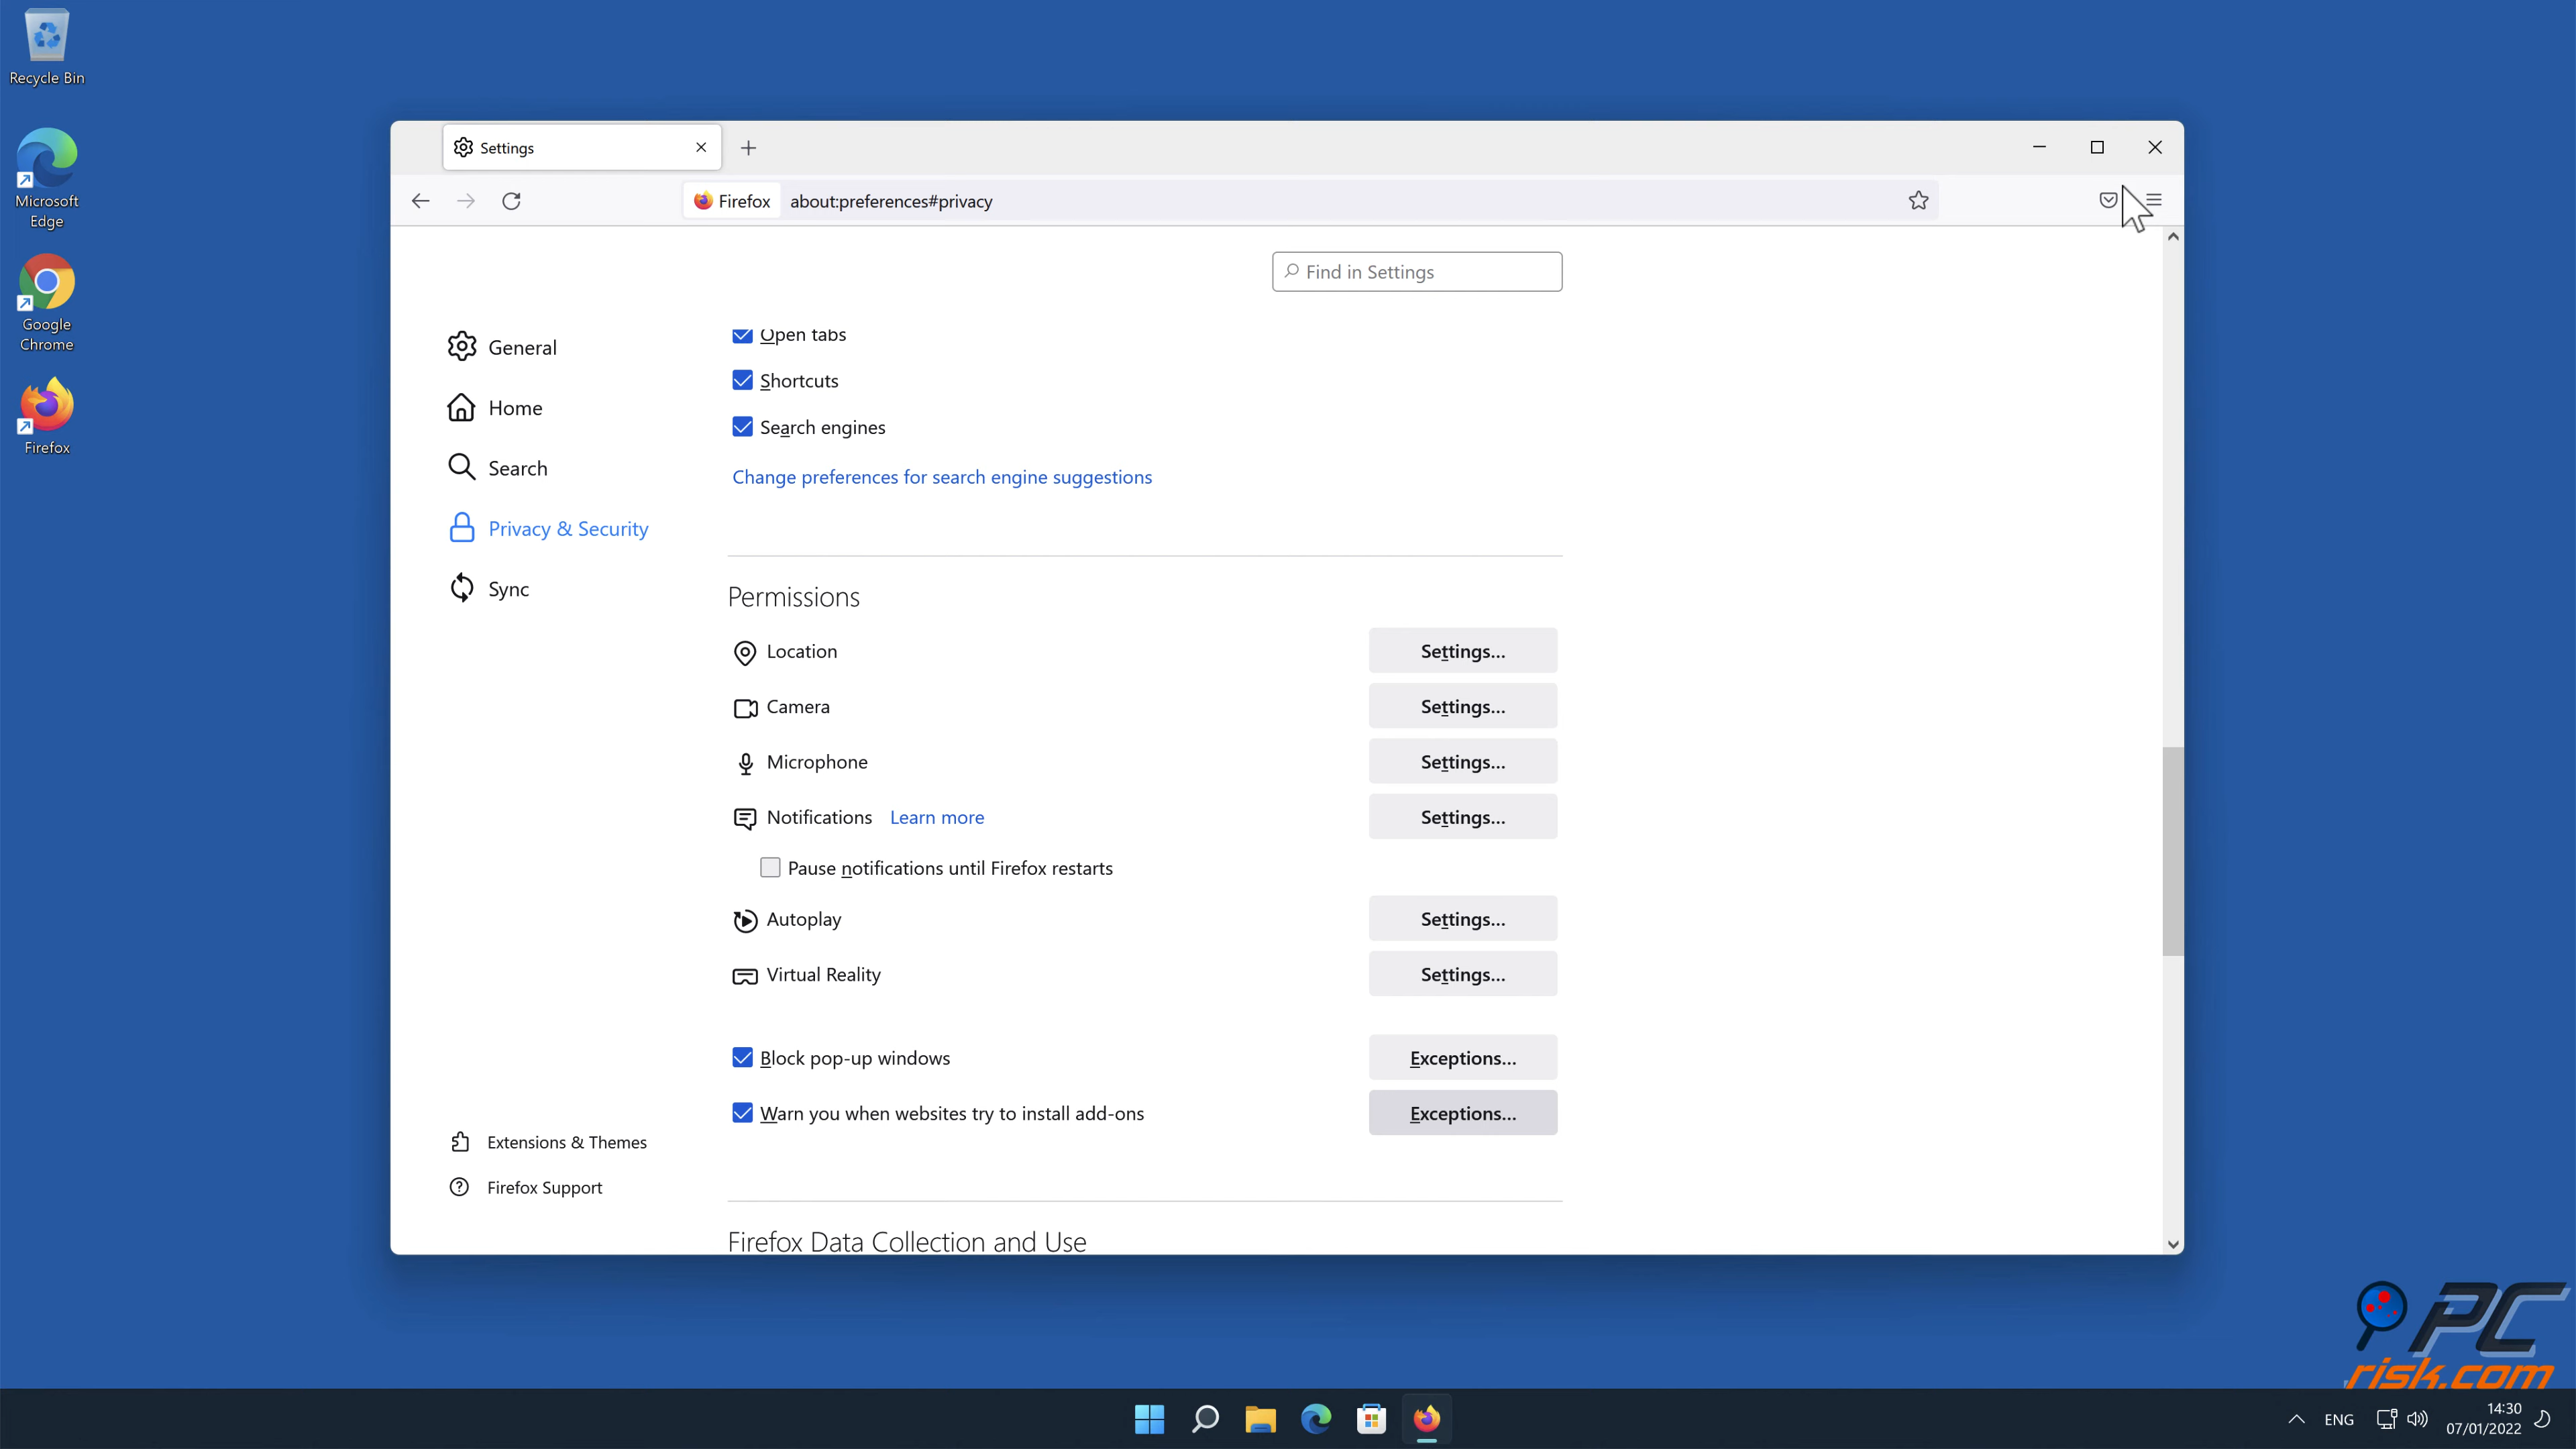 Recycle Bin
Microsoft
Edge
Google
Chrome
Firefox
Settings
Firefox about:preferences#privacy
Find in Settings
General
Home
Search
Privacy & Security
Sync
Extensions & Themes
Firefox Support
Open tabs
Shortcuts
Search engines
Change preferences for search engine suggestions
Permissions
Location Settings...
Camera Settings...
Microphone Settings...
Notifications Learn more Settings...
Pause notifications until Firefox restarts
Autoplay Settings...
Virtual Reality Settings...
Block pop-up windows Exceptions...
Warn you when websites try to install add-ons Exceptions...
Firefox Data Collection and Use
PC
risk.com
ENG
14:30
07/01/2022